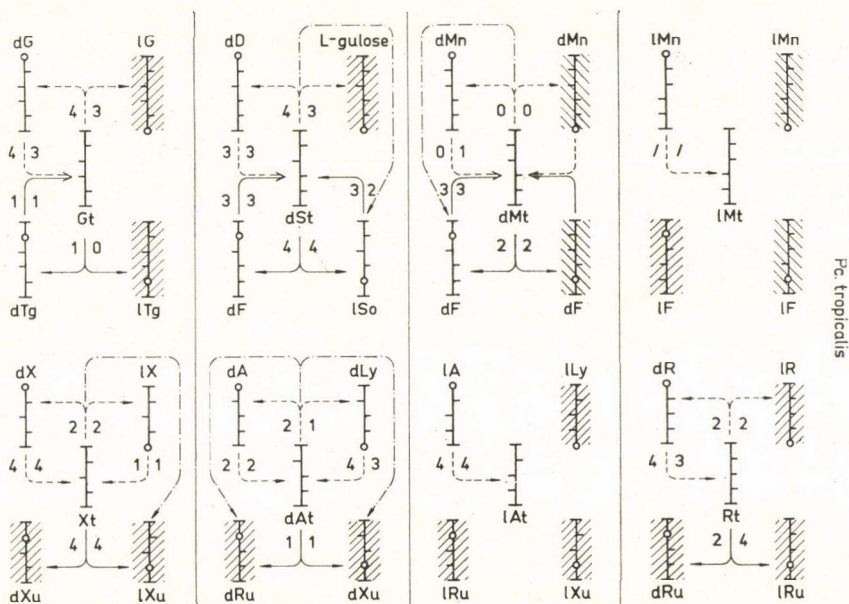 dG lG dD L-gulose dMn dMn lMn lMn
4 3 4 3 0 0
4 3 3 3 0 1 / /
1 1 3 3 3 2 3 3
Gt dSt dMt lMt
1 0 4 4 2 2
dTg lTg dF lSo dF dF lF lF
Pc. tropicalis
dX lX dA dLy lA lLy dR lR
2 2 2 1 2 2
4 4 1 1 2 2 4 3 4 4 4 3
Xt dAt lAt Rt
4 4 1 1 2 4
dXu lXu dRu dXu lRu lXu dRu lRu